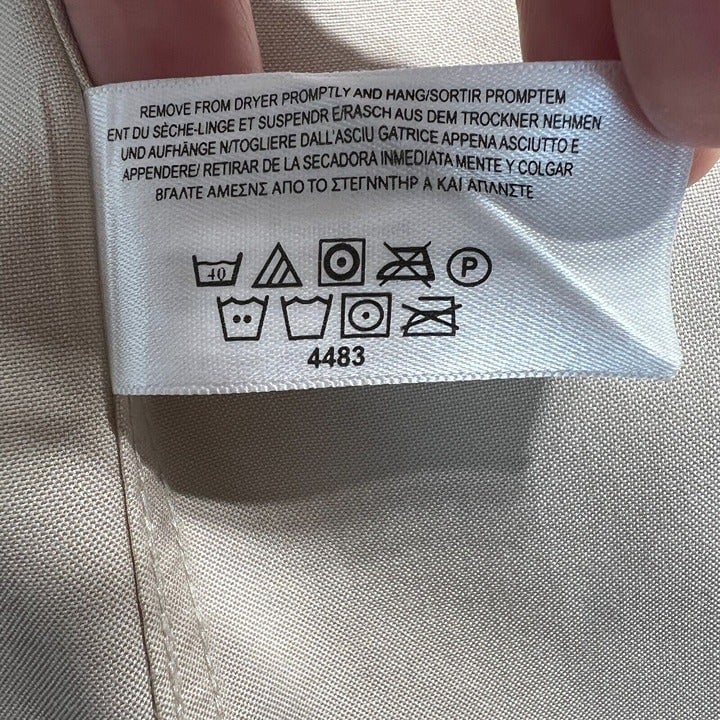 REMOVE FROM DRYER PROMPTLY AND HANG/SORTIR PROMPTEM
ENT DU SÈCHE-LINGE ET SUSPENDR E/RASCH AUS DEM TROCKNER NEHMEN
UND AUFHÄNGE N/TOGLIERE DALL'ASCIU GATRICE APPENA ASCIUTTO E
APPENDERE/ RETIRAR DE LA SECADORA INMEDIATA MENTE Y COLGAR
ΒΓΑΛΤΕ ΑΜΕΣΝΣ ΑΠΟ ΤΟ ΣΤΕΓΝΝΤΗΡ Α ΚΑΙ ΑΠΛΝΣΤΕ
40 P
4483